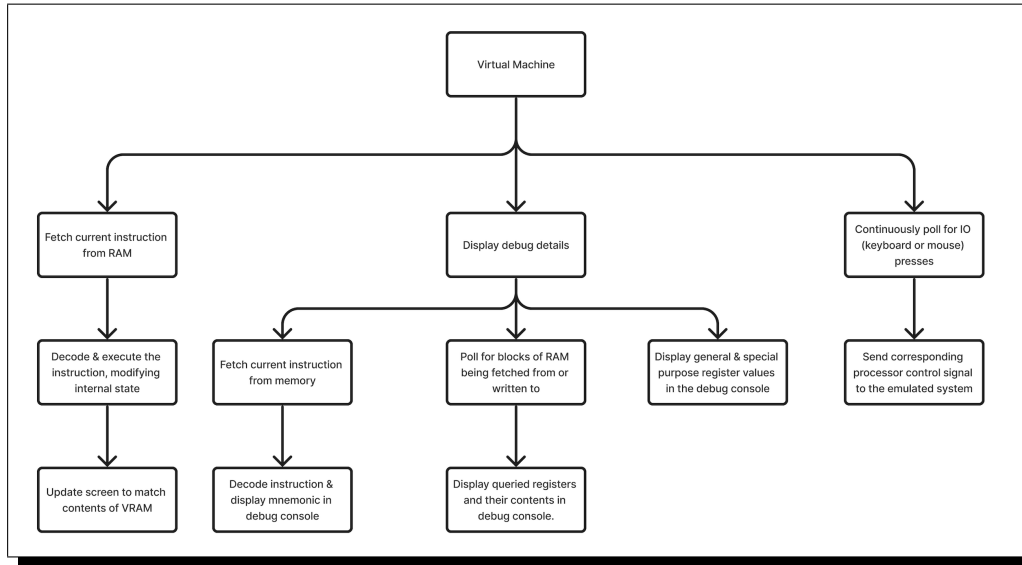 Virtual Machine
Fetch current instruction
from RAM
Display debug details
Continuously poll for IO
(keyboard or mouse)
presses
Decode & execute the
instruction, modifying
internal state
Fetch current instruction
from memory
Poll for blocks of RAM
being fetched from or
written to
Display general & special
purpose register values
in the debug console
Send corresponding
processor control signal
to the emulated system
Update screen to match
contents of VRAM
Decode instruction &
display mnemonic in
debug console
Display queried registers
and their contents in
debug console.